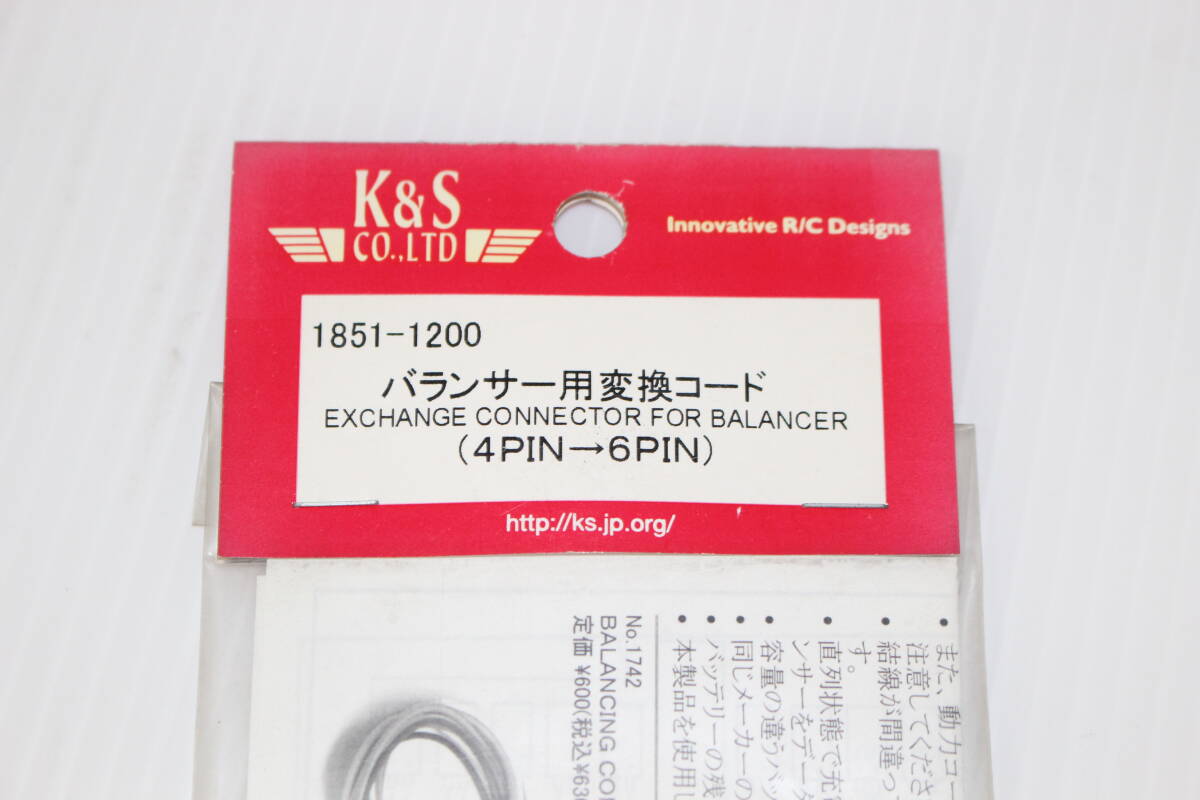 K&S
CO.,LTD
Innovative R/C Designs
1851-1200
バランサー用変換コード
EXCHANGE CONNECTOR FOR BALANCER
(4PIN→6PIN)
http://ks.jp.org/
• また、動力コー
注意してくださ
• 結線が間違っ
す。
• 直列状態で充
ンサーをデー
• 容量の違うバッ
• 同じメーカーの
• バッテリーの残
• 本製品を使用し
No.1742
BALANCING CO
定価 ¥600(税込¥63